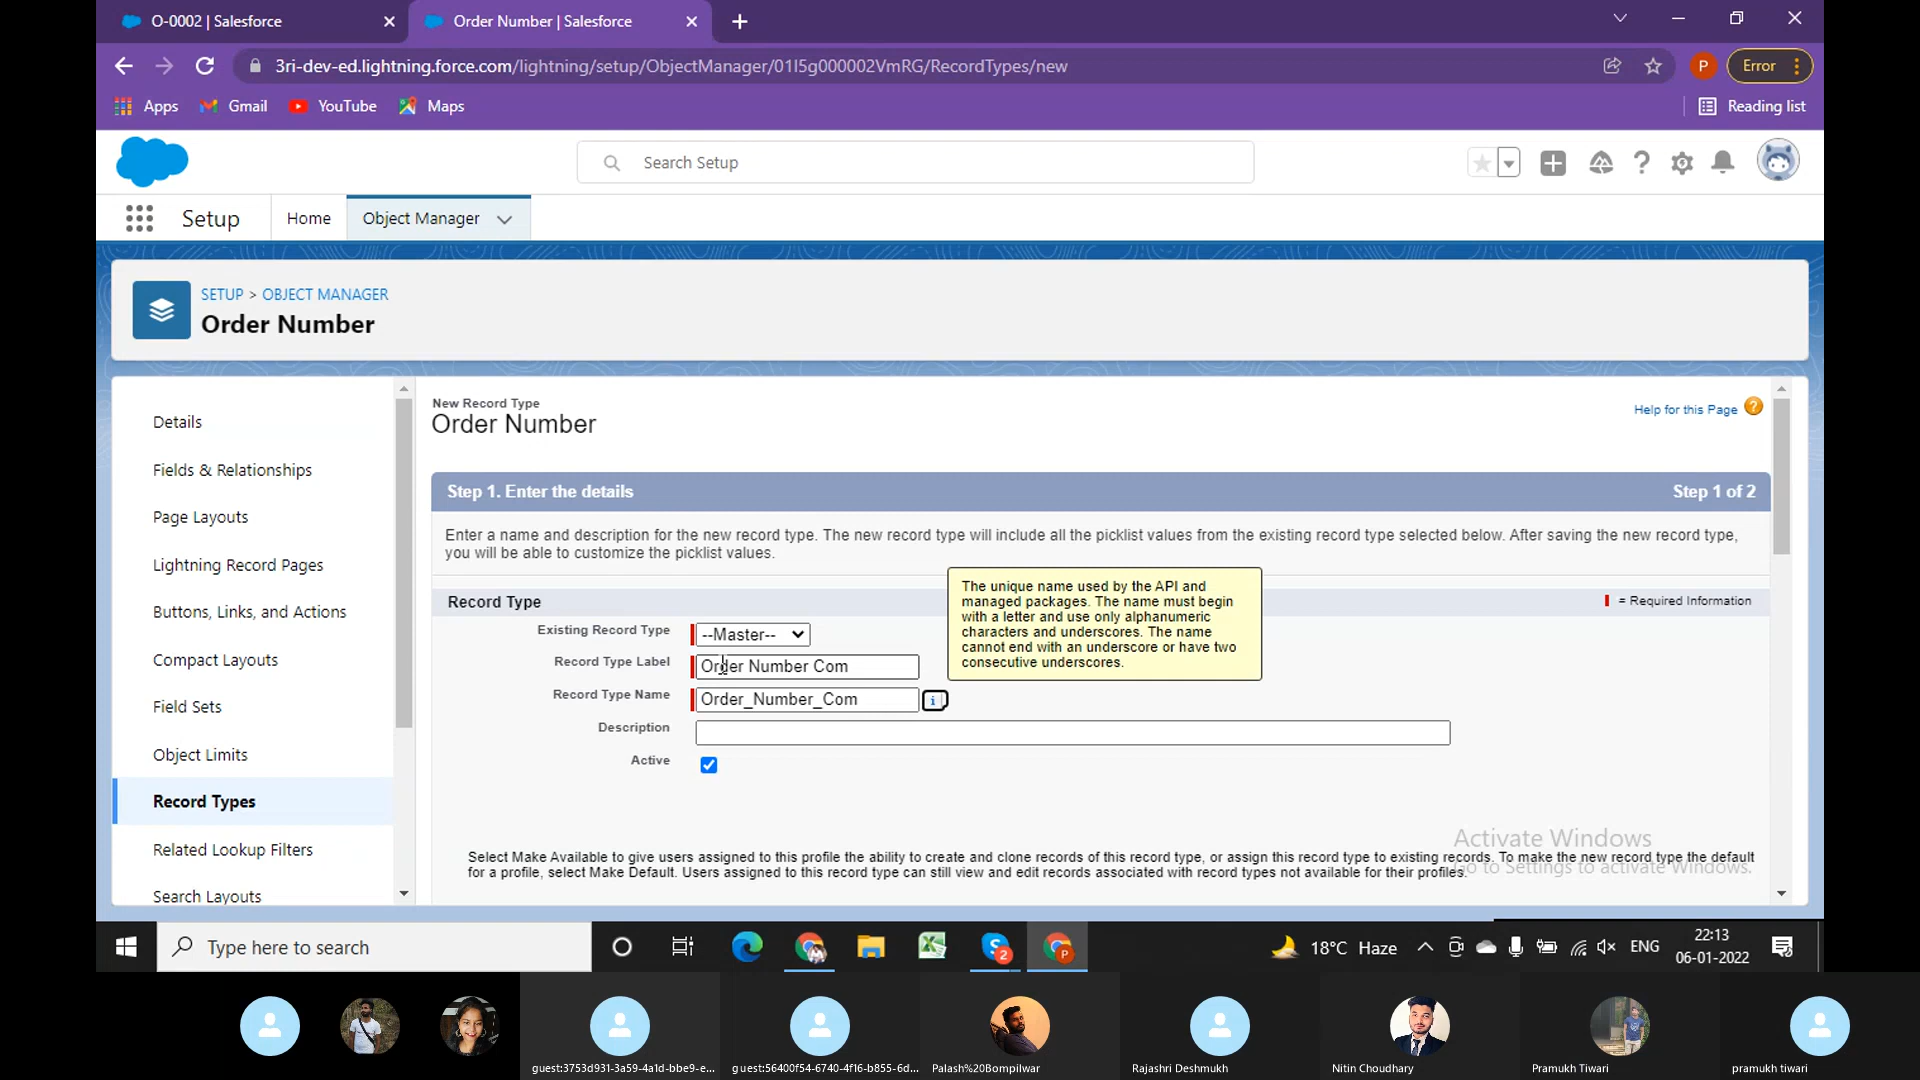 O-0002 | Salesforce
Order Number | Salesforce
3ri-dev-ed.lightning.force.com/lightning/setup/ObjectManager/01I5g000002VmRG/RecordTypes/new
P
Error
Apps
Gmail
YouTube
Maps
Reading list
Search Setup
Setup
Home
Object Manager
SETUP > OBJECT MANAGER
Order Number
Details
Fields & Relationships
Page Layouts
Lightning Record Pages
Buttons, Links, and Actions
Compact Layouts
Field Sets
Object Limits
Record Types
Related Lookup Filters
Search Layouts
New Record Type
Order Number
Help for this Page
Step 1. Enter the details
Step 1 of 2
Enter a name and description for the new record type. The new record type will include all the picklist values from the existing record type selected below. After saving the new record type,
you will be able to customize the picklist values.
Record Type
= Required Information
The unique name used by the API and
managed packages. The name must begin
with a letter and use only alphanumeric
characters and underscores. The name
cannot end with an underscore or have two
consecutive underscores.
Existing Record Type
--Master--
Record Type Label
Order Number Com
Record Type Name
Order_Number_Com
Description
Active
Select Make Available to give users assigned to this profile the ability to create and clone records of this record type, or assign this record type to existing records. To make the new record type the default
for a profile, select Make Default. Users assigned to this record type can still view and edit records associated with record types not available for their profiles.
Activate Windows
Go to Settings to activate Windows.
Type here to search
2
P
18°C Haze
ENG
22:13
06-01-2022
guest:3753d931-3a59-4a1d-bbe9-e...
guest:56400f54-6740-4f16-b855-6d...
Palash%20Bompilwar
Rajashri Deshmukh
Nitin Choudhary
Pramukh Tiwari
pramukh tiwari